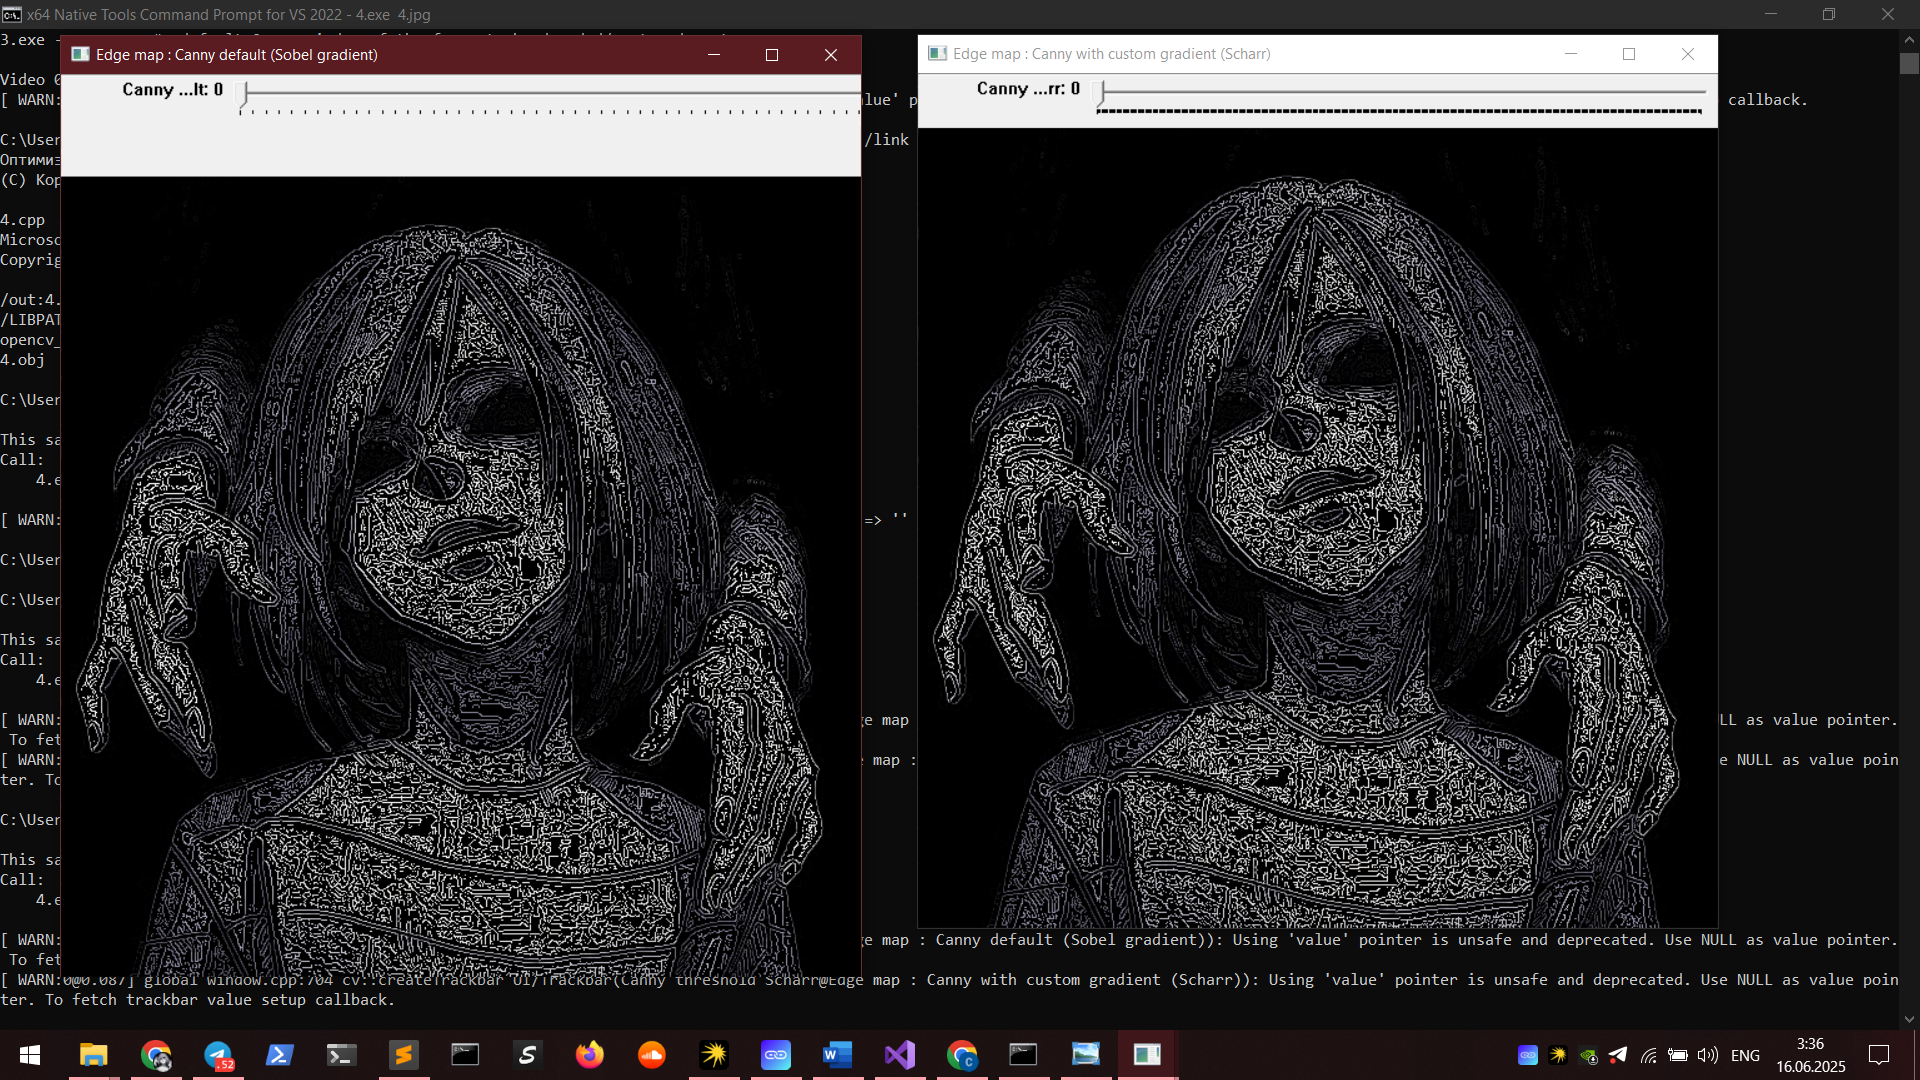 x64 Native Tools Command Prompt for VS 2022 - 4.exe 4.jpg
3.exe -
Edge map : Canny default (Sobel gradient)
Edge map : Canny with custom gradient (Scharr)
Canny ...lt: 0
Canny ...rr: 0
Video
[ WARN: lue' p callback.
C:\User /link
Оптимиз
(C) Кор
4.cpp
Microso
Copyrig
/out:4.
/LIBPAT
opencv_
4.obj
C:\User
This sa
Call:
4.e
[ WARN: => ''
C:\User
C:\User
This sa
Call:
4.e
[ WARN: ge map LL as value pointer.
To fet
[ WARN: e map : e NULL as value poin
ter. To
C:\User
This sa
Call:
4.e
[ WARN: ge map : Canny default (Sobel gradient)): Using 'value' pointer is unsafe and deprecated. Use NULL as value pointer.
To fet
[ WARN:0@0.087] global window.cpp:704 cv::createTrackbar UI/Trackbar(Canny threshold Scharr@Edge map : Canny with custom gradient (Scharr)): Using 'value' pointer is unsafe and deprecated. Use NULL as value poin
ter. To fetch trackbar value setup callback.
52
ENG
3:36
16.06.2025